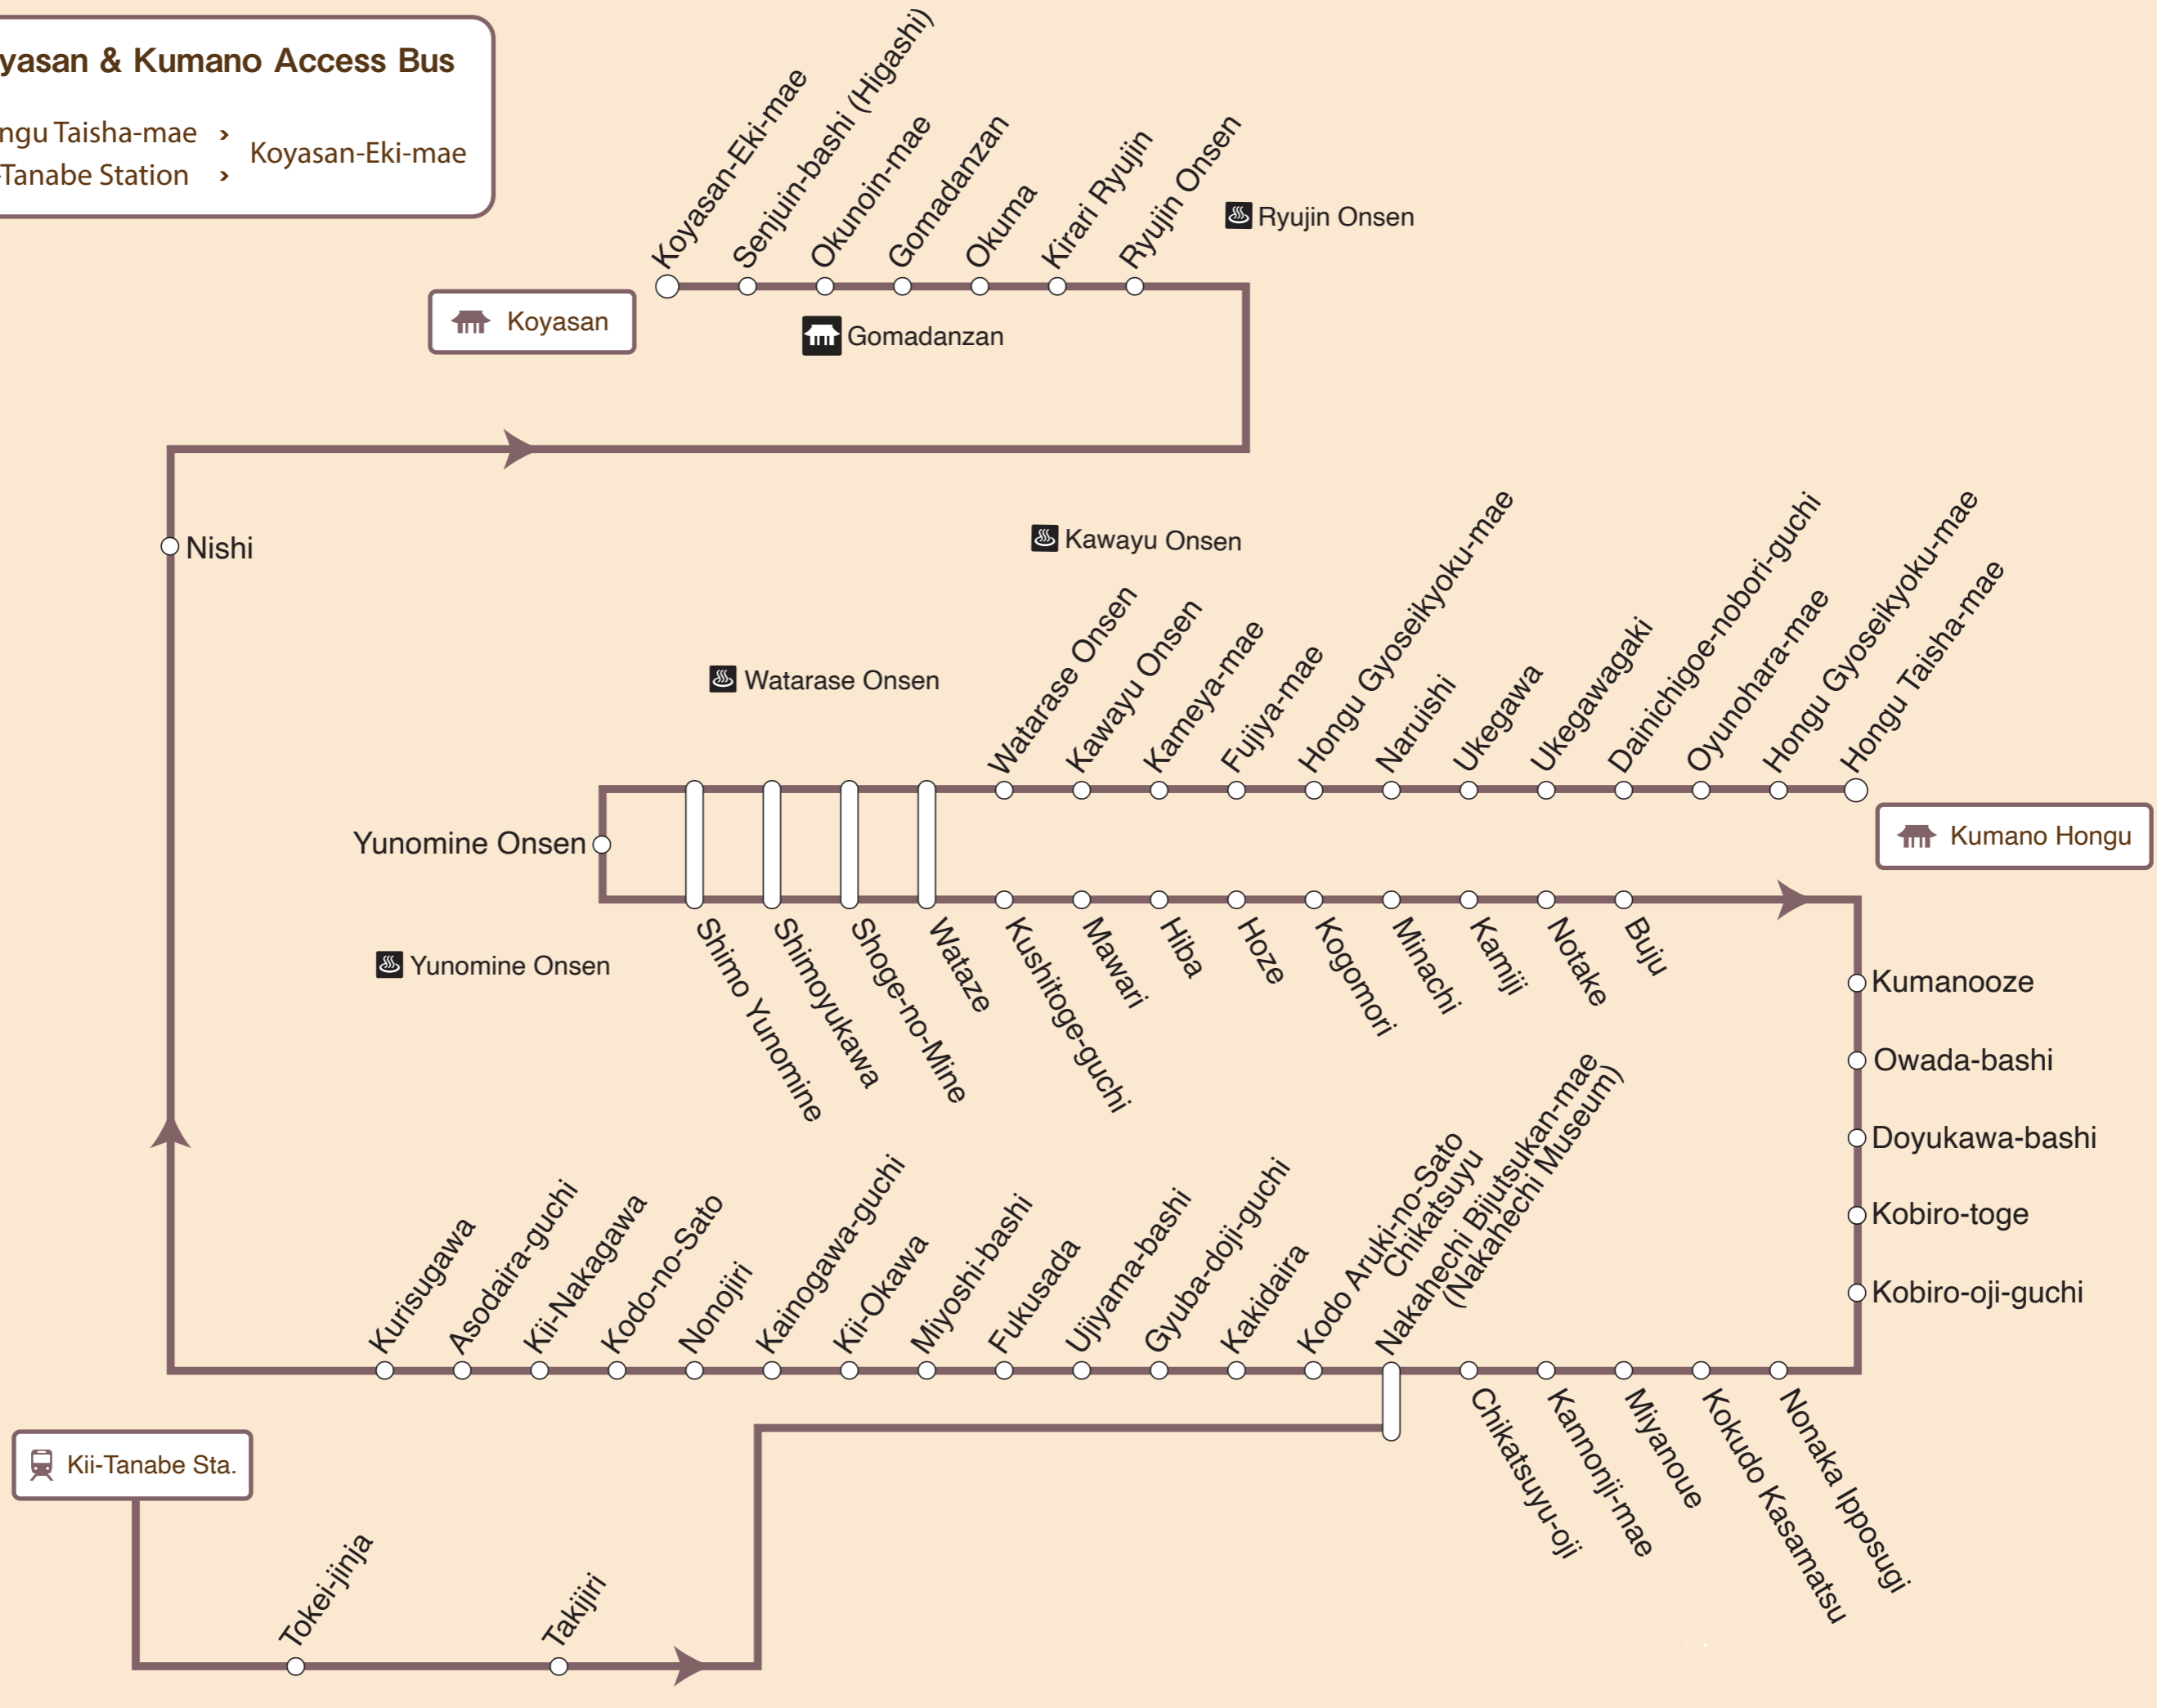 yasan & Kumano Access Bus
ngu Taisha-mae ›
-Tanabe Station ›
Koyasan-Eki-mae
Koyasan-Eki-mae
Senjuin-bashi (Higashi)
Okunoin-mae
Gomadanzan
Okuma
Kirari Ryujin
Ryujin Onsen
Ryujin Onsen
Koyasan
Gomadanzan
Nishi
Kawayu Onsen
Watarase Onsen
Watarase Onsen
Kawayu Onsen
Kameya-mae
Fujiya-mae
Hongu Gyoseikyoku-mae
Naruishi
Ukegawa
Ukegawagaki
Dainichigoe-nobori-guchi
Oyunohara-mae
Hongu Gyoseikyoku-mae
Hongu Taisha-mae
Kumano Hongu
Yunomine Onsen
Yunomine Onsen
Shimo Yunomine
Shimoyukawa
Shoge-no-Mine
Wataze
Kushitoge-guchi
Mawari
Hiba
Hoze
Kogomori
Minachi
Kamiji
Notake
Buju
Kumanooze
Owada-bashi
Doyukawa-bashi
Kobiro-toge
Kobiro-oji-guchi
Kurisugawa
Asodaira-guchi
Kii-Nakagawa
Kodo-no-Sato
Nonojiri
Kainogawa-guchi
Kii-Okawa
Miyoshi-bashi
Fukusada
Ujiyama-bashi
Gyuba-doji-guchi
Kakidaira
Kodo Aruki-no-Sato
Chikatsuyu
Nakahechi Bijutsukan-mae
(Nakahechi Museum)
Chikatsuyu-oji
Kannonji-mae
Miyanoue
Kokudo Kasamatsu
Nonaka Ipposugi
Kii-Tanabe Sta.
Tokei-jinja
Takijiri